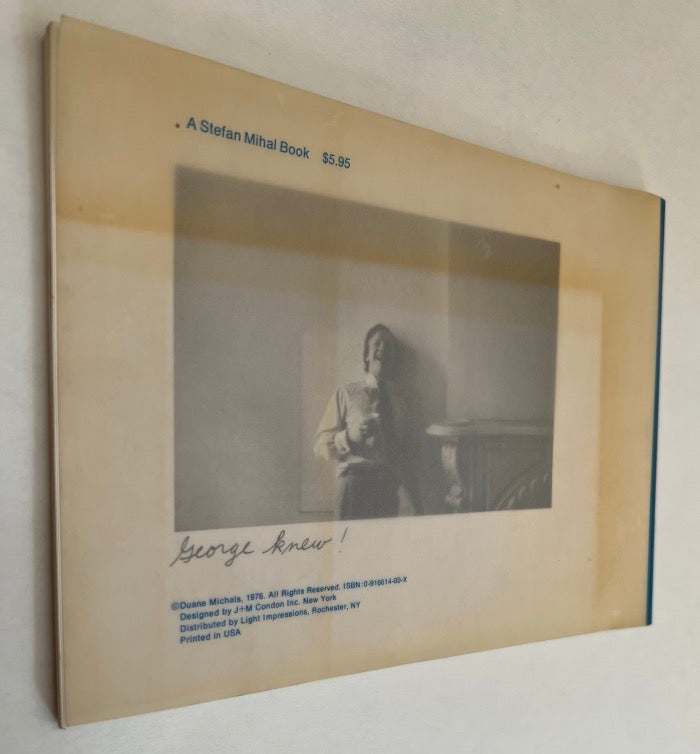 A Stefan Mihal Book $5.95
George knew!
©Duane Michals, 1976. All Rights Reserved. ISBN:0-916614-00-X
Designed by J+M Condon Inc. New York
Distributed by Light Impressions, Rochester, NY
Printed in USA